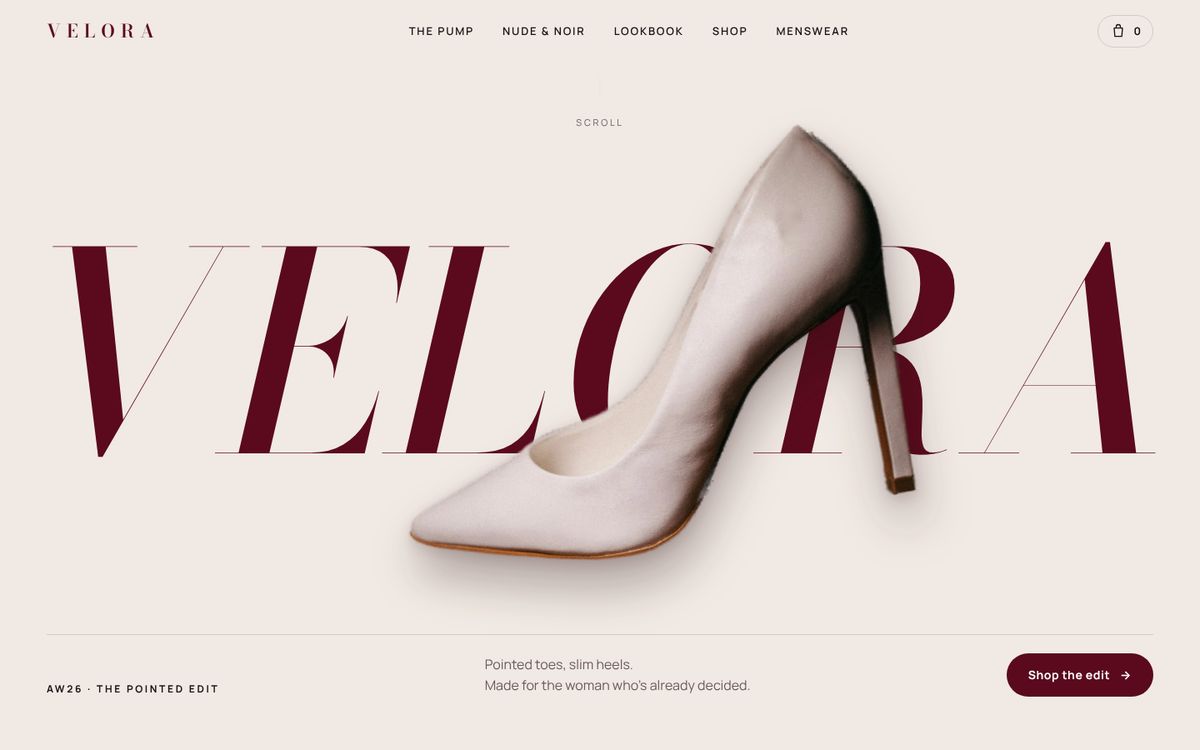 VELORA
THE PUMP
NUDE & NOIR
LOOKBOOK
SHOP
MENSWEAR
0
SCROLL
VELORA
AW26 · THE POINTED EDIT
Pointed toes, slim heels.
Made for the woman who's already decided.
Shop the edit →